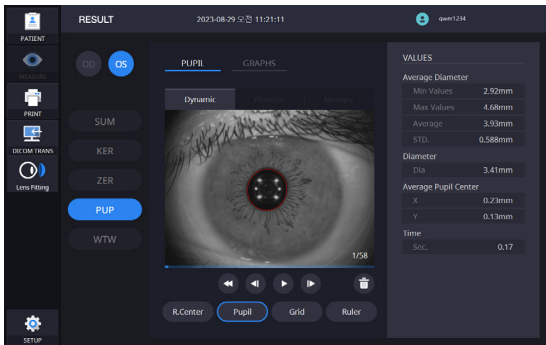 RESULT
2023-08-29 오전 11:21:11
qwer1234
PATIENT
MEASURE
PRINT
DICOM TRANS
Lens Fitting
SETUP
OD
OS
SUM
KER
ZER
PUP
WTW
PUPIL
GRAPHS
Dynamic
Photopic
Mesopic
1/58
R.Center
Pupil
Grid
Ruler
VALUES
Average Diameter
Min Values 2.92mm
Max Values 4.68mm
Average 3.93mm
STD. 0.588mm
Diameter
Dia 3.41mm
Average Pupil Center
X 0.23mm
Y 0.13mm
Time
Sec. 0.17